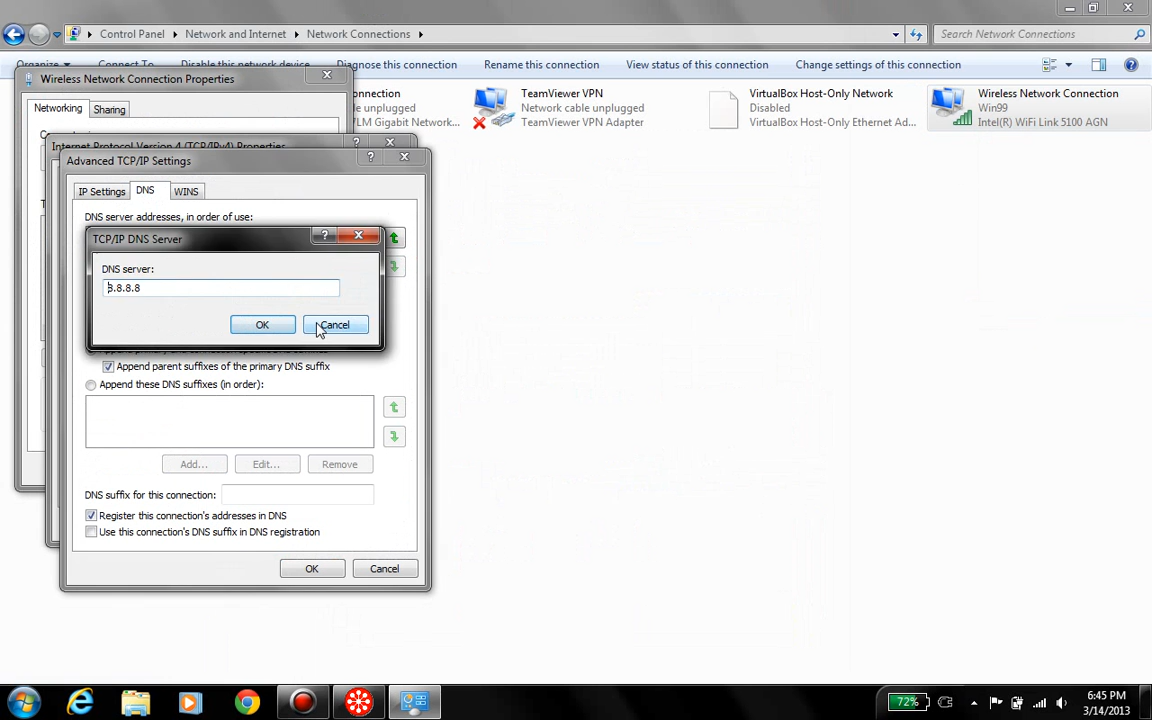 Control Panel
Network and Internet
Network Connections
Search Network Connections
Organize
Connect To
Disable this network device
Diagnose this connection
Rename this connection
View status of this connection
Change settings of this connection
Connection
le unplugged
VLM Gigabit Network...
TeamViewer VPN
Network cable unplugged
TeamViewer VPN Adapter
VirtualBox Host-Only Network
Disabled
VirtualBox Host-Only Ethernet Ad...
Wireless Network Connection
Win99
Intel(R) WiFi Link 5100 AGN
Wireless Network Connection Properties
Networking
Sharing
Internet Protocol Version 4 (TCP/IPv4) Properties
Advanced TCP/IP Settings
IP Settings
DNS
WINS
DNS server addresses, in order of use:
TCP/IP DNS Server
DNS server:
8.8.8.8
OK
Cancel
Append parent suffixes of the primary DNS suffix
Append these DNS suffixes (in order):
Add...
Edit...
Remove
DNS suffix for this connection:
Register this connection's addresses in DNS
Use this connection's DNS suffix in DNS registration
OK
Cancel
72%
6:45 PM
3/14/2013